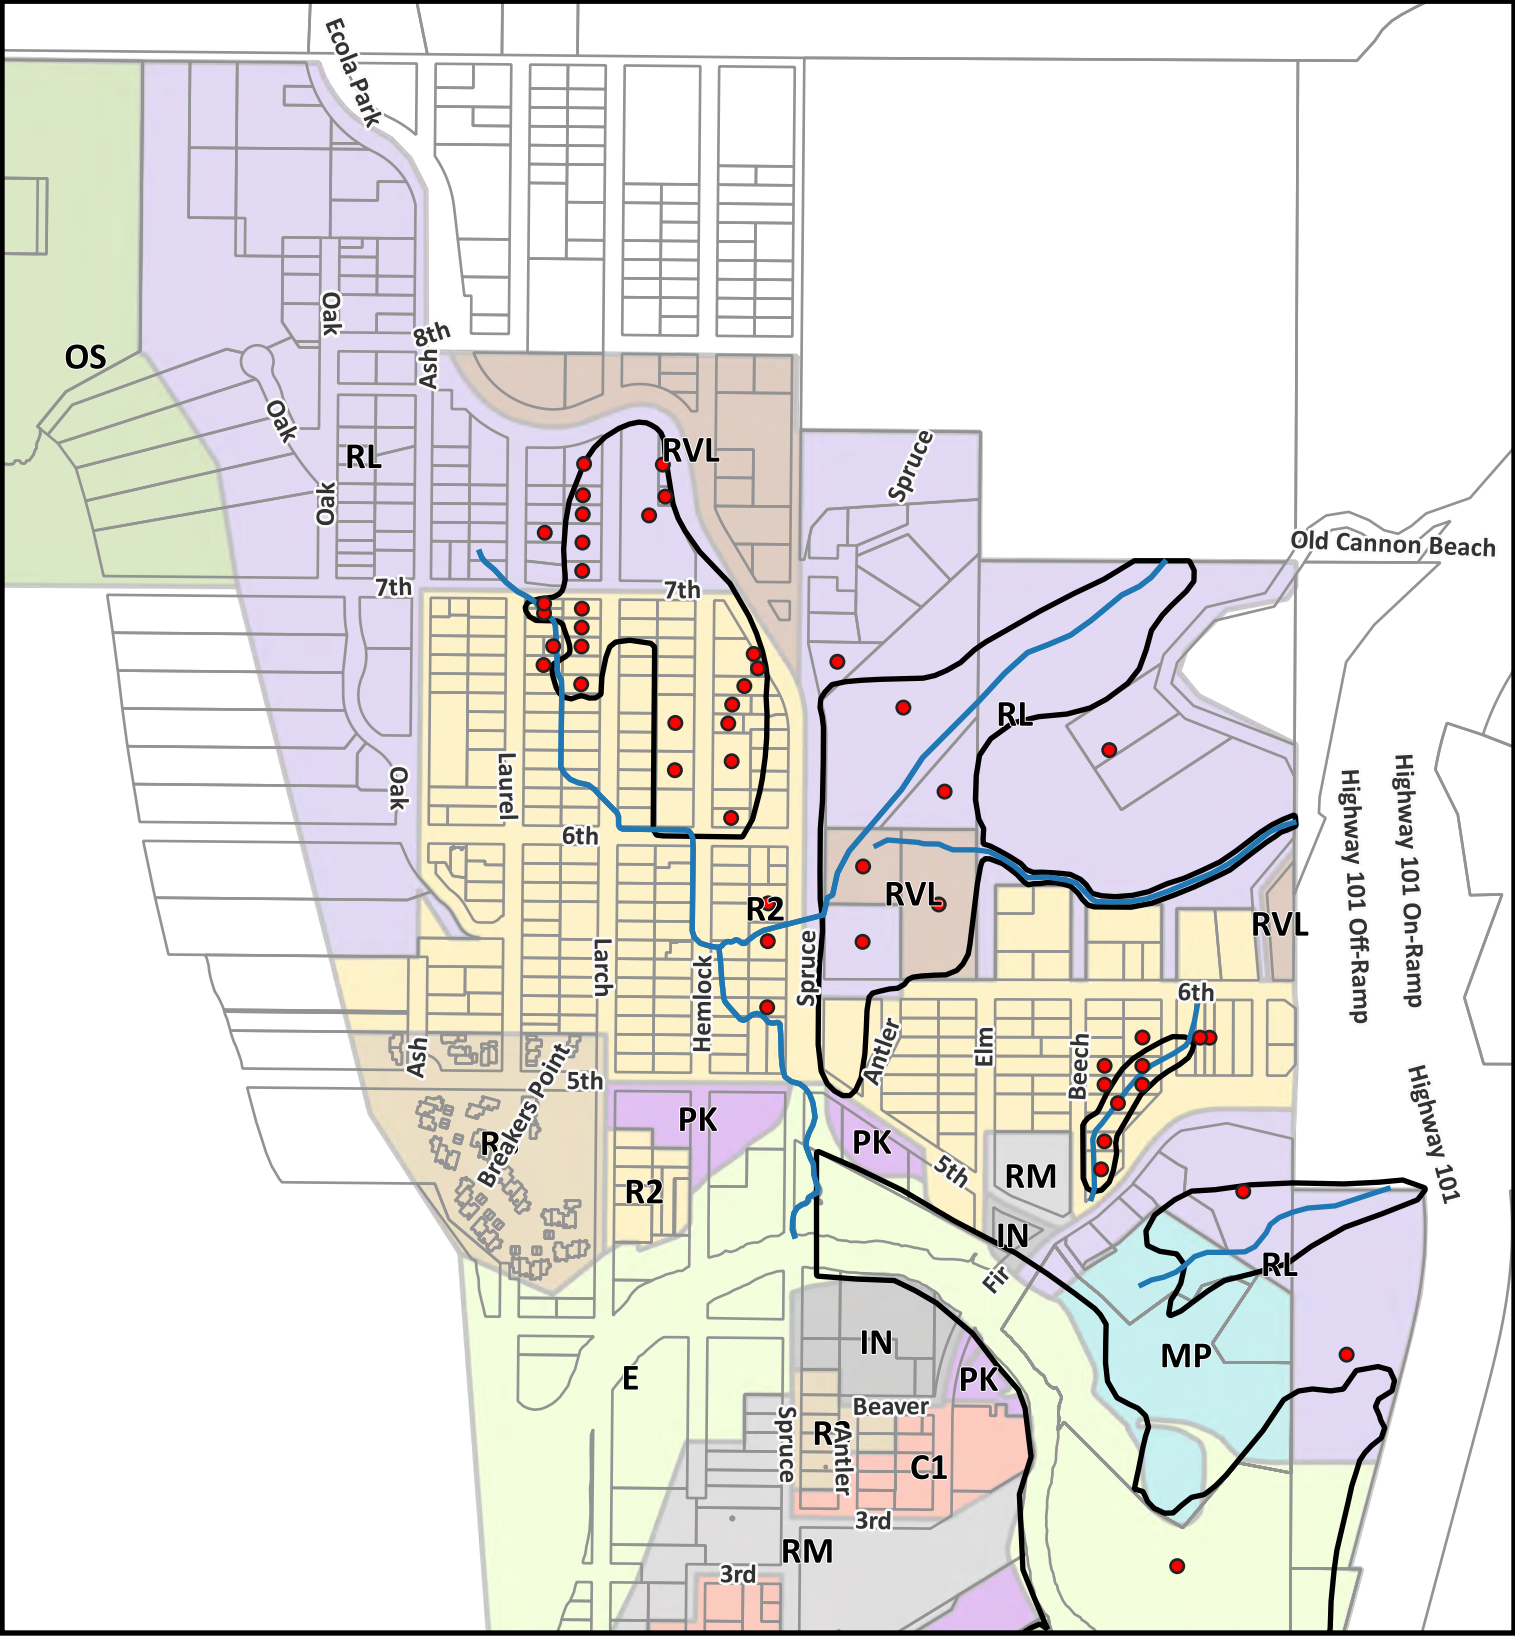 Ecola Park
Oak
8th
Ash
OS
Oak
RL
RVL
Spruce
Oak
Old Cannon Beach
7th
7th
RL
Laurel
Oak
Highway 101 Off-Ramp
Highway 101 On-Ramp
6th
RVL
R2
RVL
Larch
Hemlock
Spruce
6th
Ash
Antler
Elm
Beech
5th
Breakers Point
PK
PK
Highway 101
5th
RM
R2
IN
RL
Fir
IN
MP
E
PK
Beaver
Spruce
Antler
C1
3rd
RM
3rd